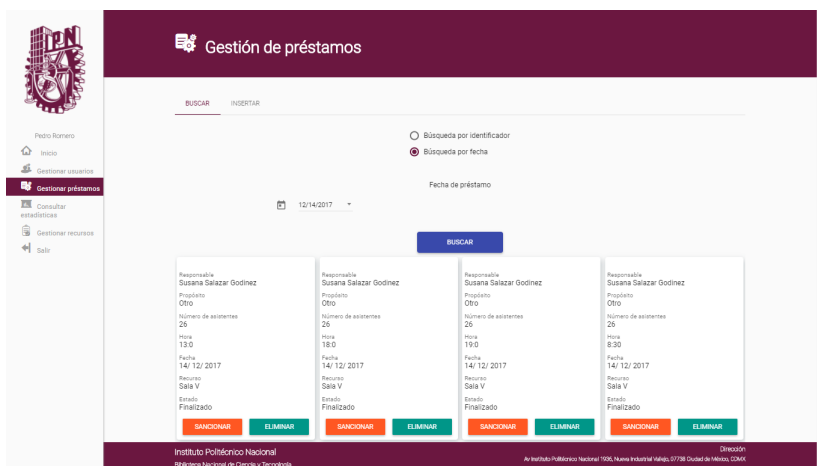 IPN
Gestión de préstamos
BUSCAR INSERTAR
Pedro Romero
Inicio
Gestionar usuarios
Gestionar préstamos
Consultar
estadísticas
Gestionar recursos
Salir
Búsqueda por identificador
Búsqueda por fecha
Fecha de préstamo
12/14/2017
BUSCAR
Responsable
Susana Salazar Godinez
Propósito
Otro
Número de asistentes
26
Hora
13:0
Fecha
14/ 12/ 2017
Recurso
Sala V
Estado
Finalizado
SANCIONAR ELIMINAR
Responsable
Susana Salazar Godinez
Propósito
Otro
Número de asistentes
26
Hora
18:0
Fecha
14/ 12/ 2017
Recurso
Sala V
Estado
Finalizado
SANCIONAR ELIMINAR
Responsable
Susana Salazar Godinez
Propósito
Otro
Número de asistentes
26
Hora
19:0
Fecha
14/ 12/ 2017
Recurso
Sala V
Estado
Finalizado
SANCIONAR ELIMINAR
Responsable
Susana Salazar Godinez
Propósito
Otro
Número de asistentes
26
Hora
8:30
Fecha
14/ 12/ 2017
Recurso
Sala V
Estado
Finalizado
SANCIONAR ELIMINAR
Instituto Politécnico Nacional
Biblioteca Nacional de Ciencia y Tecnología
Dirección
Av Instituto Politécnico Nacional 1936, Nueva Industrial Vallejo, 07738 Ciudad de México, CDMX